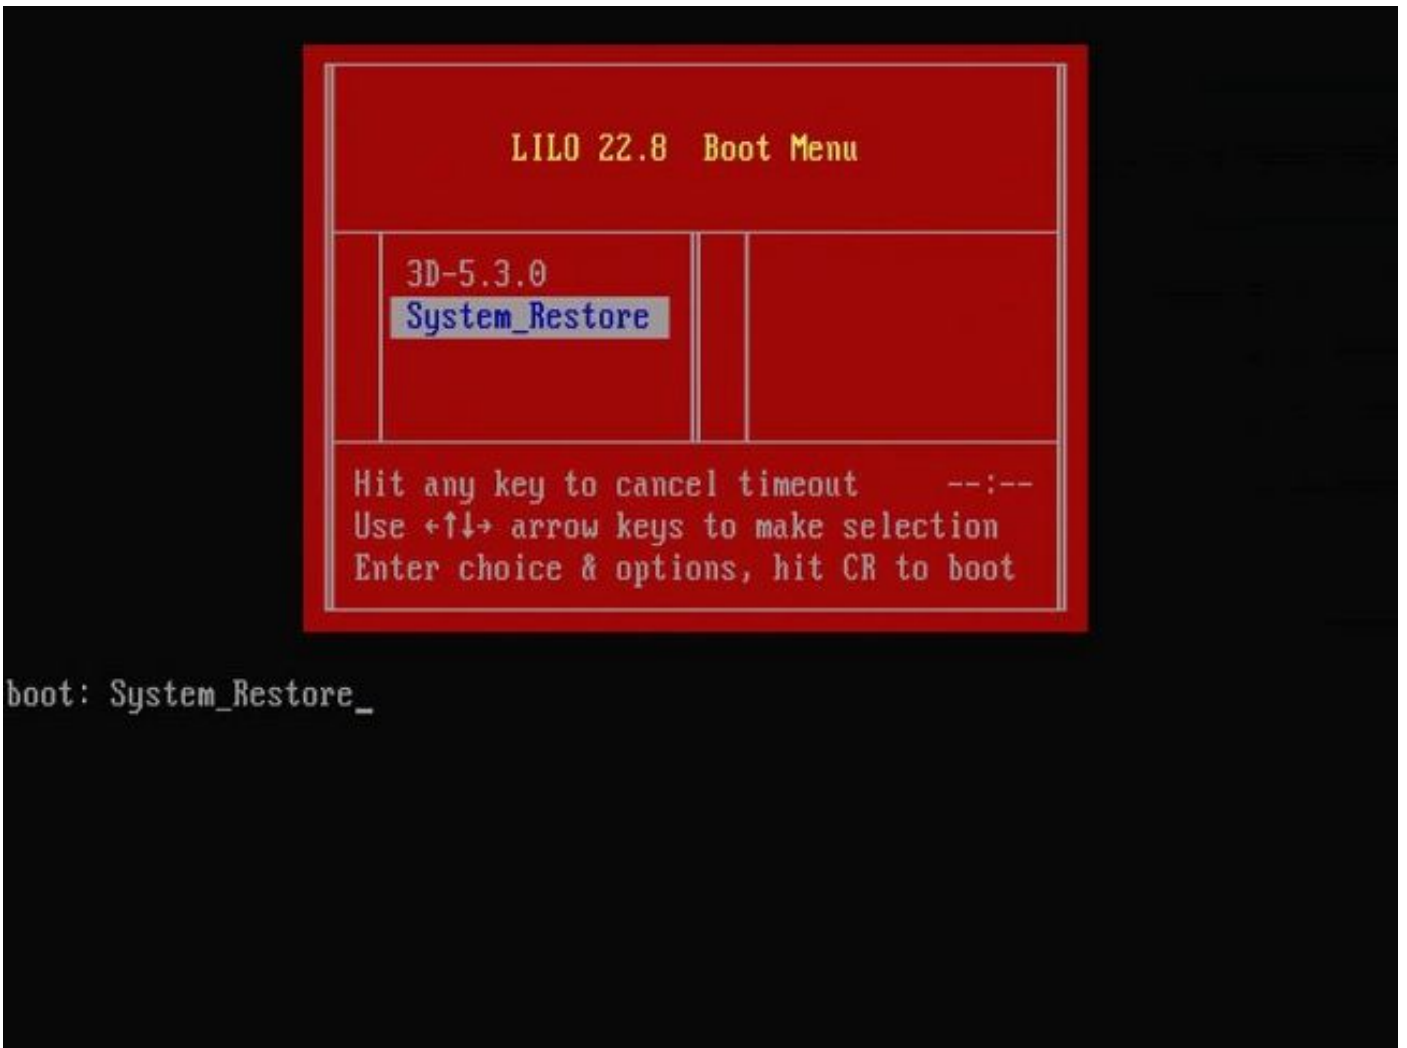 LILO 22.8  Boot Menu
3D-5.3.0
System_Restore
Hit any key to cancel timeout     --:--
Use ←↑↓→ arrow keys to make selection
Enter choice & options, hit CR to boot
boot: System_Restore_